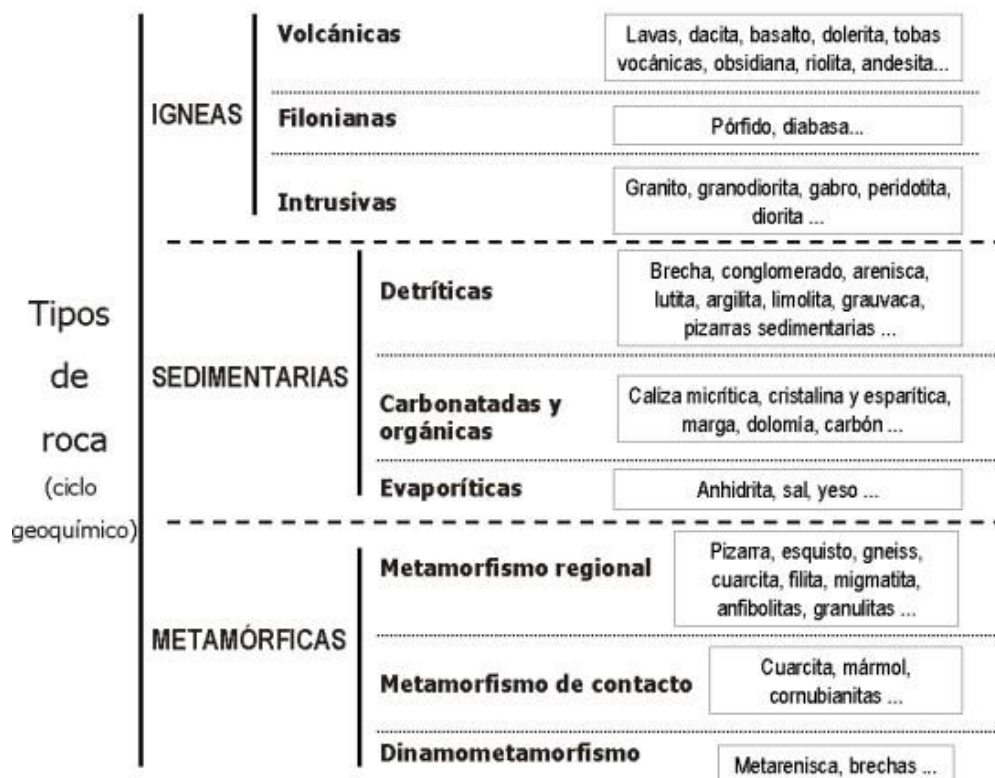 Tipos
de
roca
(ciclo
geoquímico)
IGNEAS
Volcánicas
Lavas, dacita, basalto, dolerita, tobas
vocánicas, obsidiana, riolita, andesita...
Filonianas
Pórfido, diabasa...
Intrusivas
Granito, granodiorita, gabro, peridotita,
diorita ...
SEDIMENTARIAS
Detríticas
Brecha, conglomerado, arenisca,
lutita, argilita, limolita, grauvaca,
pizarras sedimentarias ...
Carbonatadas y
orgánicas
Caliza micrítica, cristalina y esparítica,
marga, dolomía, carbón ...
Evaporíticas
Anhidrita, sal, yeso ...
METAMÓRFICAS
Metamorfismo regional
Pizarra, esquisto, gneiss,
cuarcita, filita, migmatita,
anfibolitas, granulitas ...
Metamorfismo de contacto
Cuarcita, mármol,
cornubianitas ...
Dinamometamorfismo
Metarenisca, brechas ...